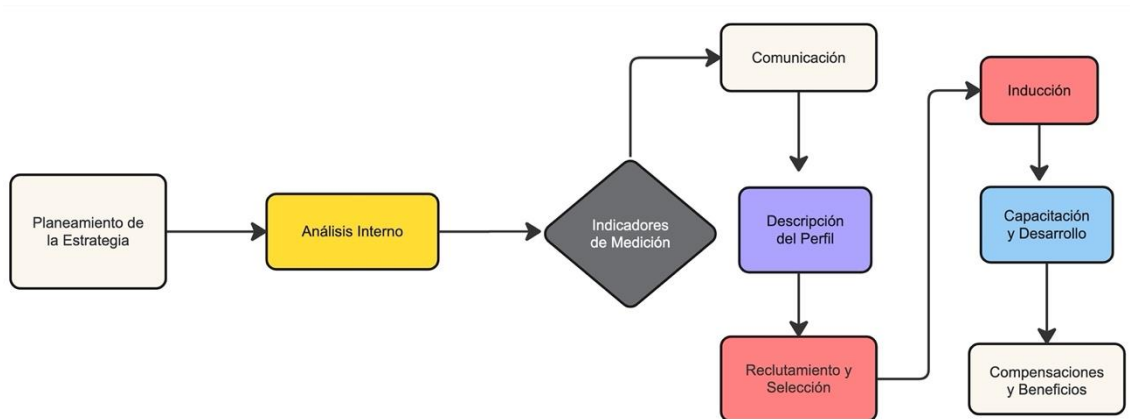 Planeamiento de
la Estrategia
Análisis Interno
Indicadores
de Medición
Comunicación
Descripción
del Perfil
Reclutamiento y
Selección
Inducción
Capacitación
y Desarrollo
Compensaciones
y Beneficios